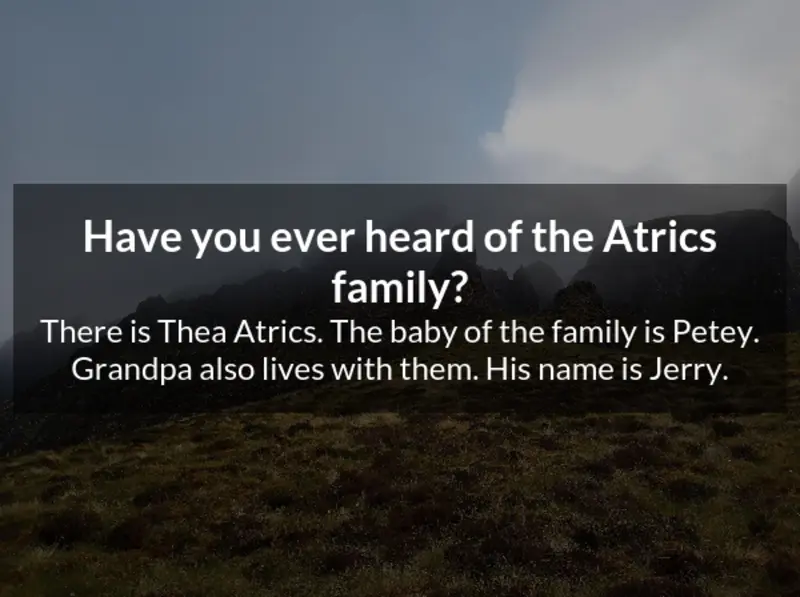 Have you ever heard of the Atrics
family?
There is Thea Atrics. The baby of the family is Petey.
Grandpa also lives with them. His name is Jerry.